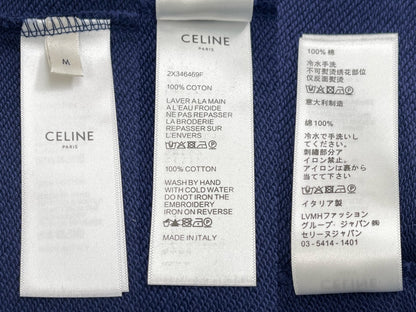 M
CELINE
PARIS
CELINE
PARIS
2X346469F
100% COTON
LAVER A LA MAIN
A L'EAU FROIDE
NE PAS REPASSER
LA BRODERIE
REPASSER SUR
L'ENVERS
100% COTTON
WASH BY HAND
WITH COLD WATER
DO NOT IRON THE
EMBROIDERY
IRON ON REVERSE
MADE IN ITALY
100% 棉
冷水手洗
不可熨烫绣花部位
仅反面熨烫
意大利制造
綿 100%
冷水で手洗いし
てください。
刺繍部分ア
イロン禁止。
アイロンは裏から
当てて下さい
イタリア製
LVMHファッション
グループ・ジャパン㈱
セリーヌジャパン
03-5414-1401